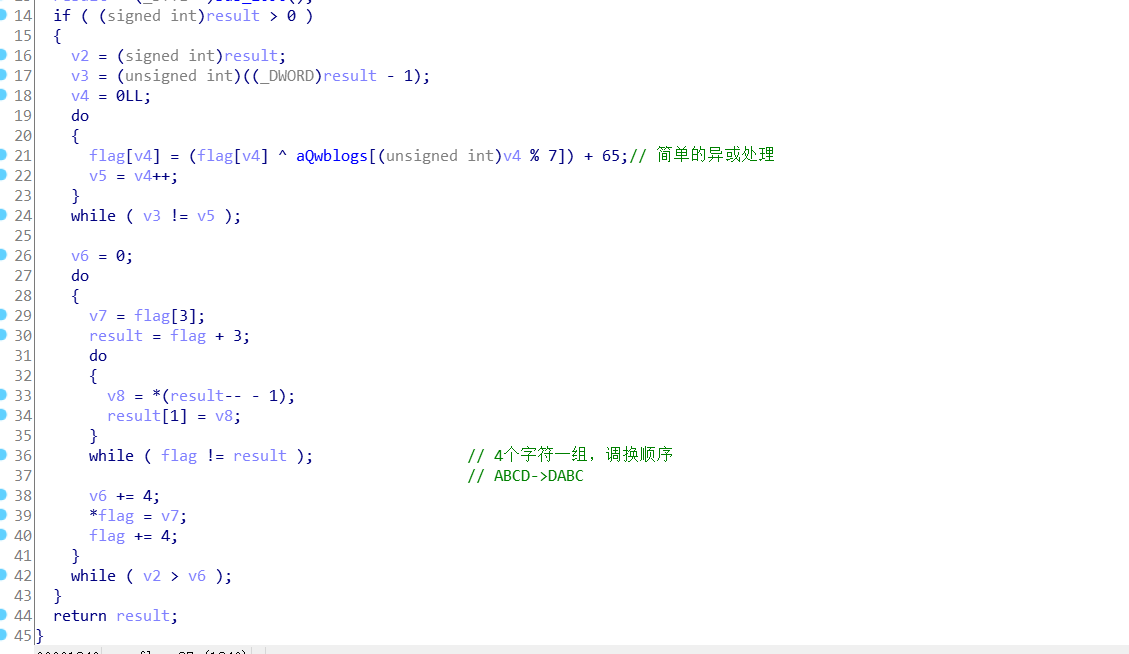 14 if ( (signed int)result > 0 )
15 {
16 v2 = (signed int)result;
17 v3 = (unsigned int)((_DWORD)result - 1);
18 v4 = 0LL;
19 do
20 {
21 flag[v4] = (flag[v4] ^ aQwblogs[(unsigned int)v4 % 7]) + 65;// 简单的异或处理
22 v5 = v4++;
23 }
24 while ( v3 != v5 );
25
26 v6 = 0;
27 do
28 {
29 v7 = flag[3];
30 result = flag + 3;
31 do
32 {
33 v8 = *(result-- - 1);
34 result[1] = v8;
35 }
36 while ( flag != result ); // 4个字符一组，调换顺序
37 // ABCD->DABC
38 v6 += 4;
39 *flag = v7;
40 flag += 4;
41 }
42 while ( v2 > v6 );
43 }
44 return result;
45 }